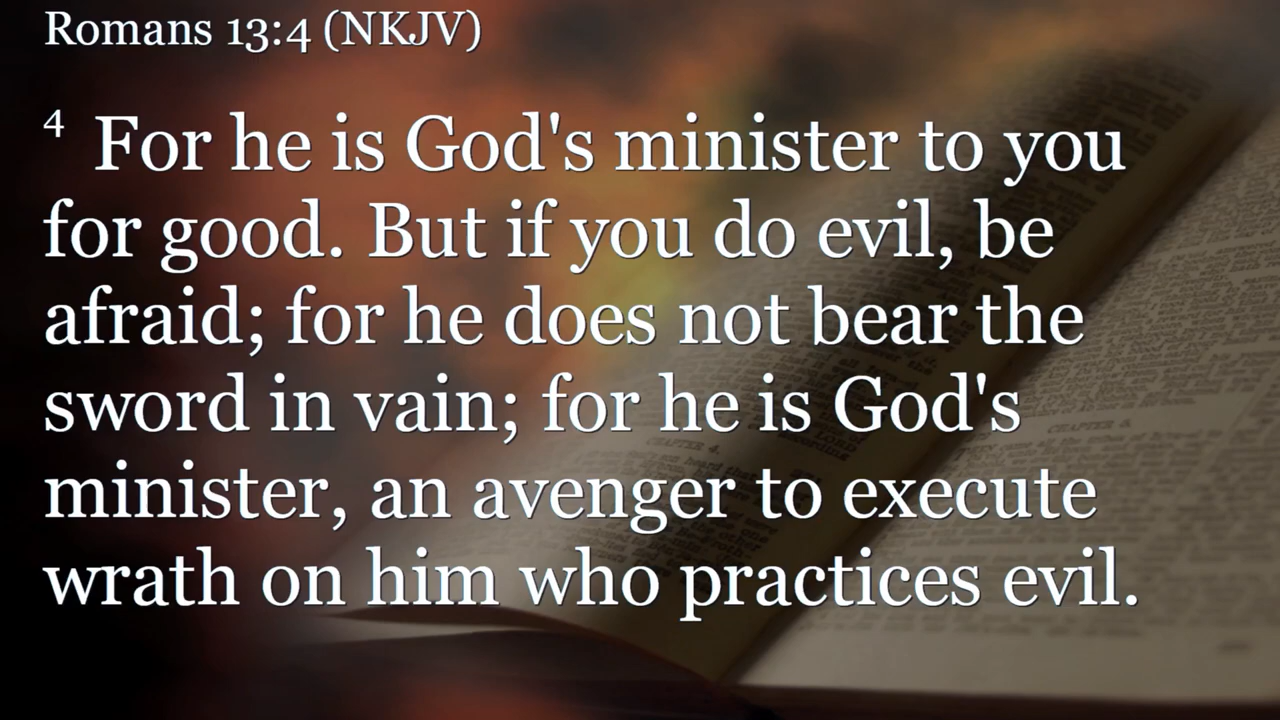 Romans 13:4 (NKJV)
4 For he is God's minister to you
for good. But if you do evil, be
afraid; for he does not bear the
sword in vain; for he is God's
minister, an avenger to execute
wrath on him who practices evil.
CHAPTER 4.